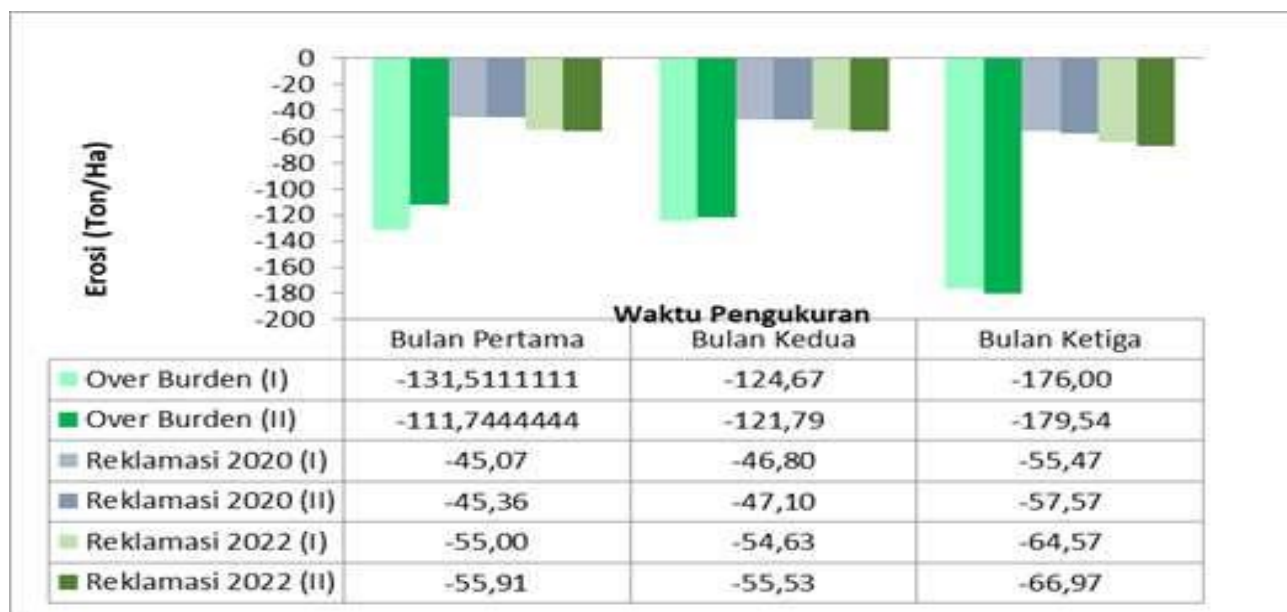 0
-20
-40
-60
-80
-100
-120
-140
-160
-180
-200
Erosi (Ton/Ha)
Waktu Pengukuran
Bulan Pertama Bulan Kedua Bulan Ketiga
Over Burden (I) -131,5111111 -124,67 -176,00
Over Burden (II) -111,7444444 -121,79 -179,54
Reklamasi 2020 (I) -45,07 -46,80 -55,47
Reklamasi 2020 (II) -45,36 -47,10 -57,57
Reklamasi 2022 (I) -55,00 -54,63 -64,57
Reklamasi 2022 (II) -55,91 -55,53 -66,97